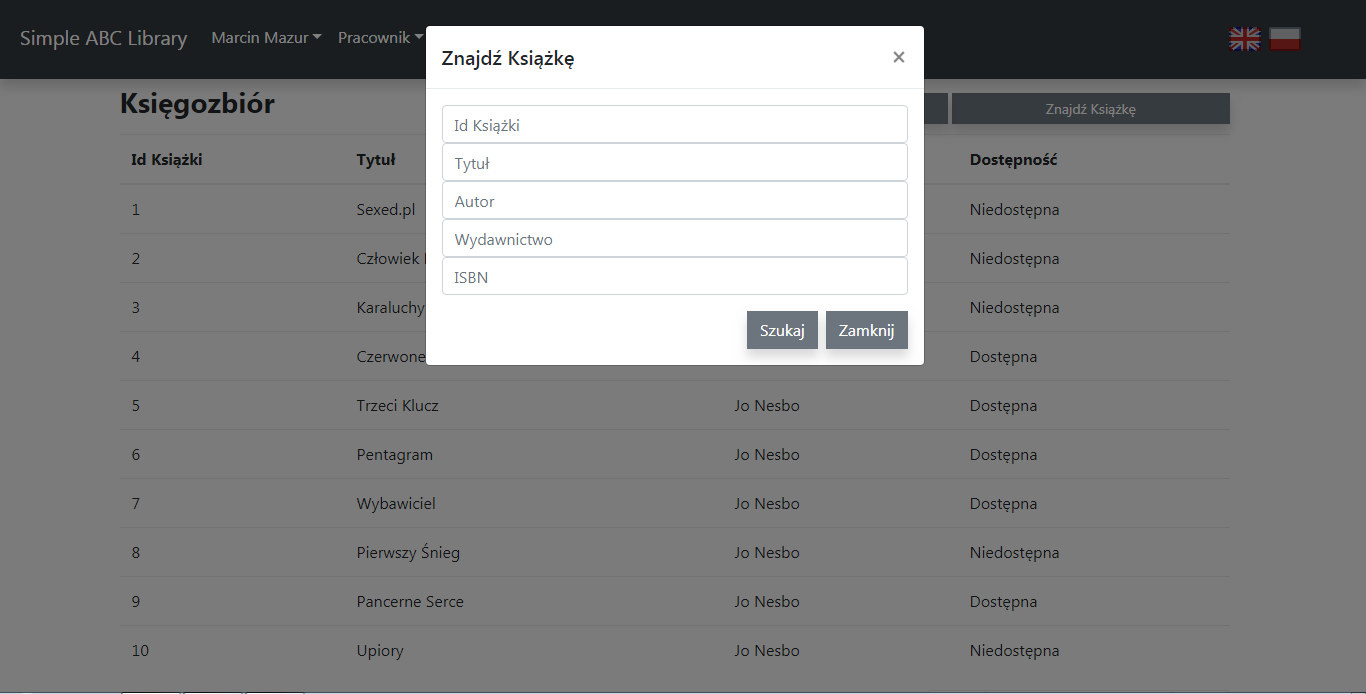 Simple ABC Library Marcin Mazur Pracownik
Znajdź Książkę ×
Id Książki
Tytuł
Autor
Wydawnictwo
ISBN
Szukaj Zamknij
Księgozbiór Znajdź Książkę
Id Książki Tytuł Dostępność
1 Sexed.pl Niedostępna
2 Człowiek Niedostępna
3 Karaluchy Niedostępna
4 Czerwone Dostępna
5 Trzeci Klucz Jo Nesbo Dostępna
6 Pentagram Jo Nesbo Dostępna
7 Wybawiciel Jo Nesbo Dostępna
8 Pierwszy Śnieg Jo Nesbo Niedostępna
9 Pancerne Serce Jo Nesbo Dostępna
10 Upiory Jo Nesbo Niedostępna